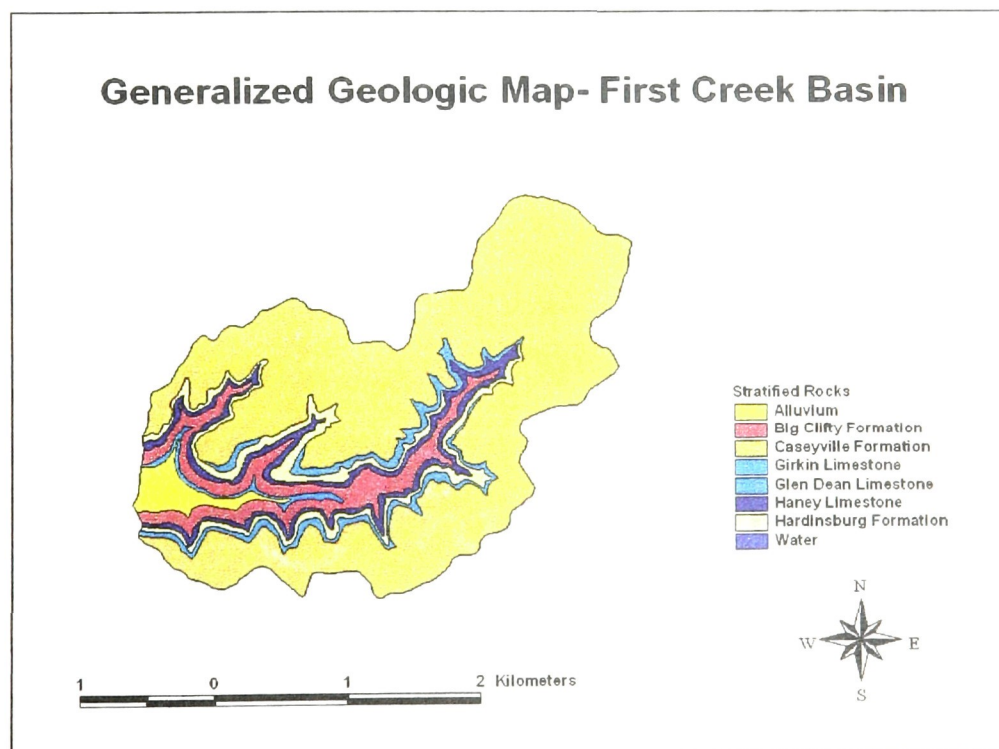 Generalized Geologic Map- First Creek Basin
Stratified Rocks
Alluvium
Big Clifty Formation
Caseyville Formation
Girkin Limestone
Glen Dean Limestone
Haney Limestone
Hardinsburg Formation
Water
N
W E
S
1 0 1 2 Kilometers